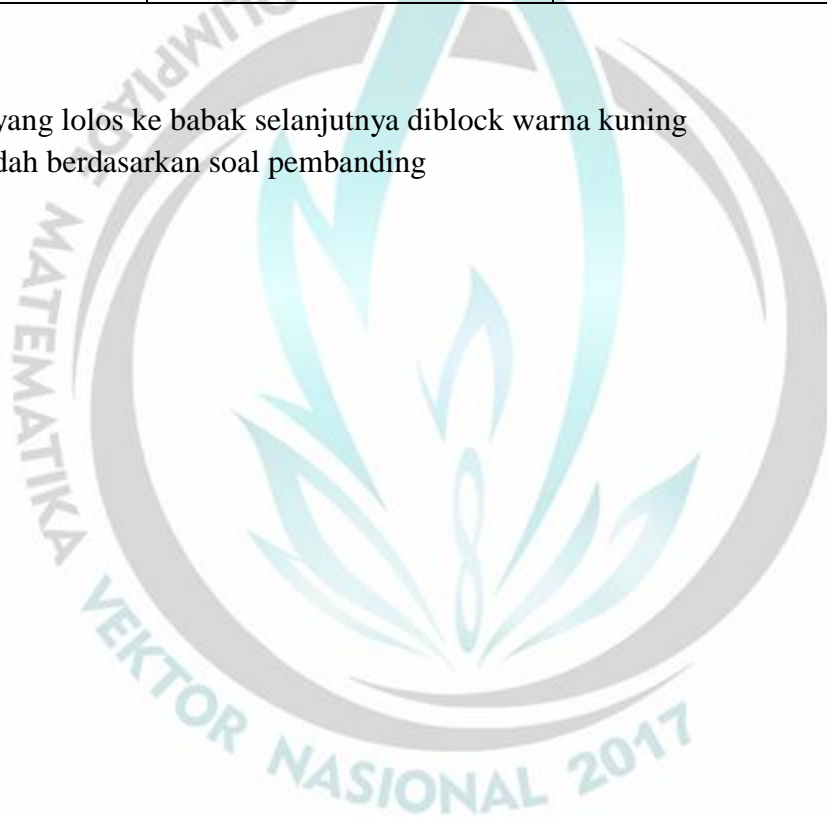 yang lolos ke babak selanjutnya diblock warna kuning
dah berdasarkan soal pembanding
OLIMPIADE MATEMATIKA VEKTOR NASIONAL 2017